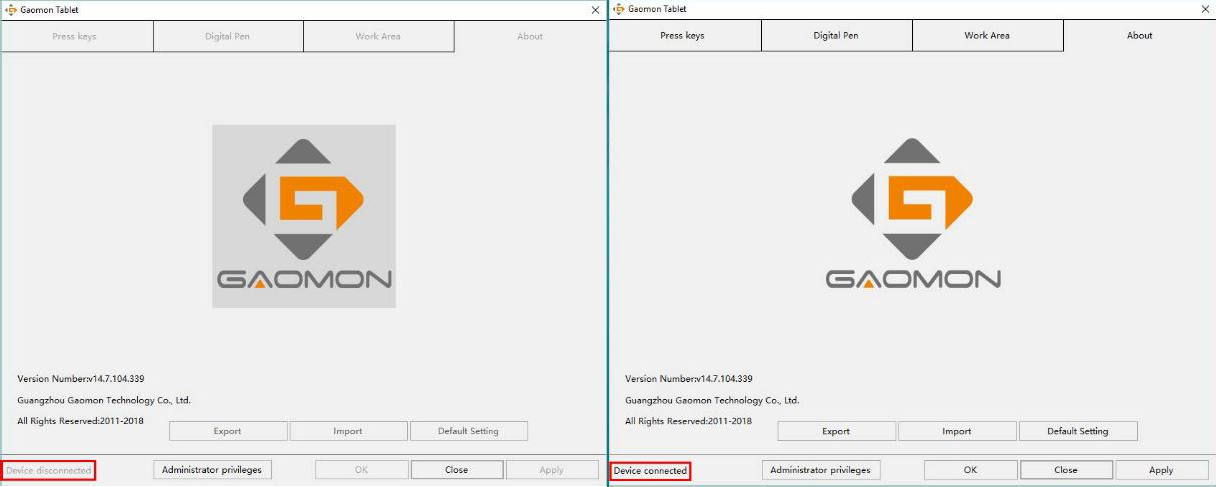 Gaomon Tablet
Press keys Digital Pen Work Area About
GAOMON
Version Number:v14.7.104.339
Guangzhou Gaomon Technology Co., Ltd.
All Rights Reserved:2011-2018
Export Import Default Setting
Device disconnected Administrator privileges OK Close Apply
Gaomon Tablet
Press keys Digital Pen Work Area About
GAOMON
Version Number:v14.7.104.339
Guangzhou Gaomon Technology Co., Ltd.
All Rights Reserved:2011-2018
Export Import Default Setting
Device connected Administrator privileges OK Close Apply